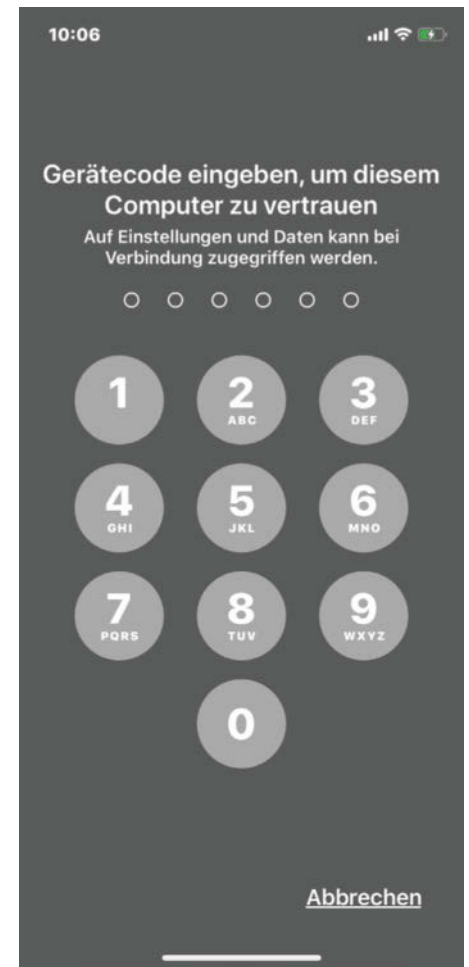 10:06
Gerätecode eingeben, um diesem
Computer zu vertrauen
Auf Einstellungen und Daten kann bei
Verbindung zugegriffen werden.
1 2 3
ABC DEF
4 5 6
GHI JKL MNO
7 8 9
PQRS TUV WXYZ
0
Abbrechen